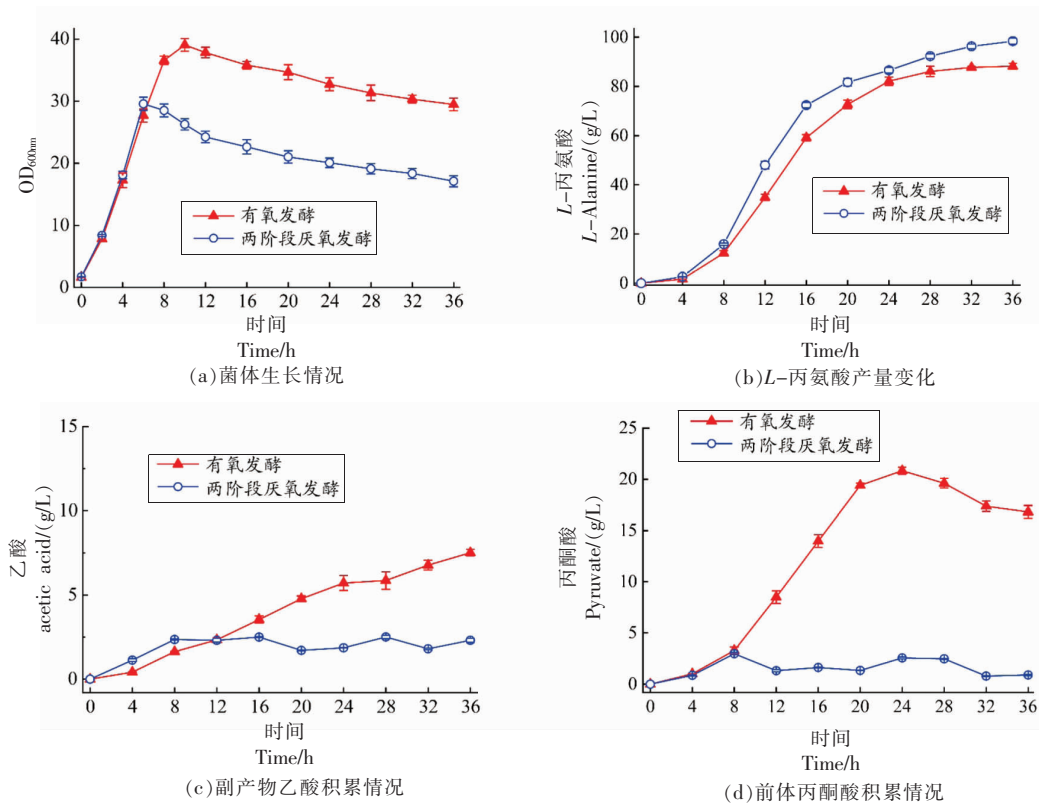 40
30
20
10
0
OD600nm
有氧发酵
两阶段厌氧发酵
0 4 8 12 16 20 24 28 32 36
时间
Time/h
(a)菌体生长情况
100
80
60
40
20
0
L-丙氨酸
L-Alanine/(g/L)
有氧发酵
两阶段厌氧发酵
0 4 8 12 16 20 24 28 32 36
时间
Time/h
(b)L-丙氨酸产量变化
15
10
5
0
乙酸
acetic acid/(g/L)
有氧发酵
两阶段厌氧发酵
0 4 8 12 16 20 24 28 32 36
时间
Time/h
(c)副产物乙酸积累情况
25
20
15
10
5
0
丙酮酸
Pyruvate/(g/L)
有氧发酵
两阶段厌氧发酵
0 4 8 12 16 20 24 28 32 36
时间
Time/h
(d)前体丙酮酸积累情况